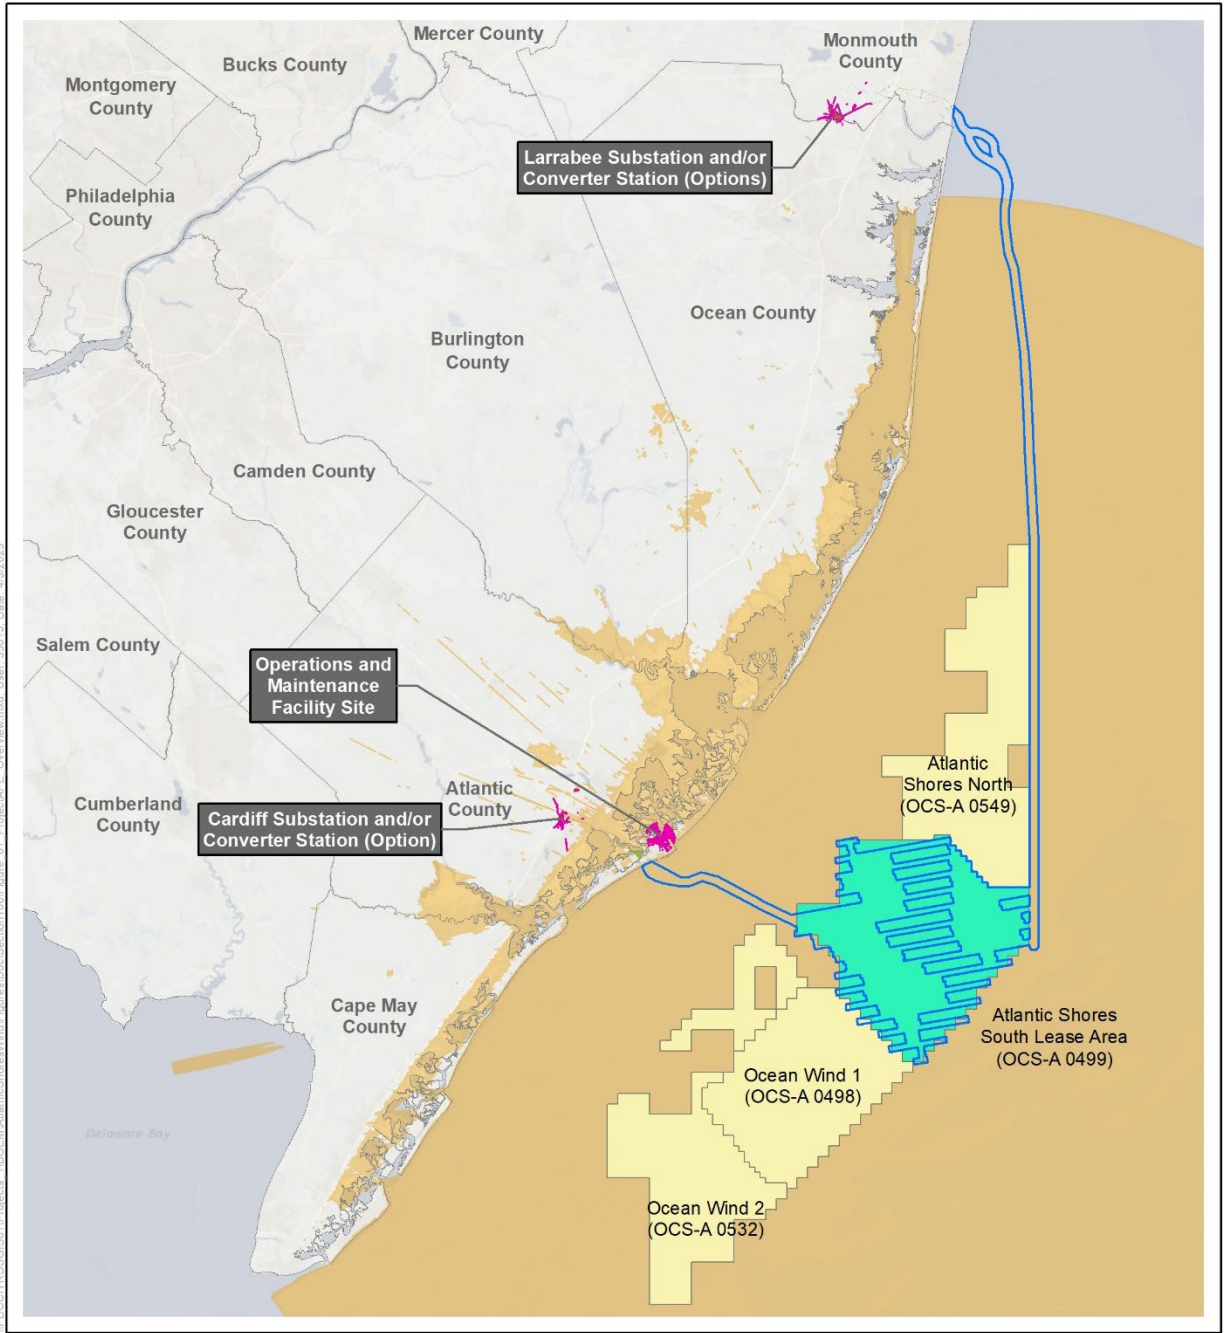 Mercer County
Monmouth
County
Bucks County
Montgomery
County
Larrabee Substation and/or
Converter Station (Options)
Philadelphia
County
Ocean County
Burlington
County
Camden County
Gloucester
County
Salem County
Operations and
Maintenance
Facility Site
Atlantic
Shores North
(OCS-A 0549)
Atlantic
County
Cumberland
County
Cardiff Substation and/or
Converter Station (Option)
Cape May
County
Atlantic Shores
South Lease Area
(OCS-A 0499)
Ocean Wind 1
(OCS-A 0498)
Delaware Bay
Ocean Wind 2
(OCS-A 0532)